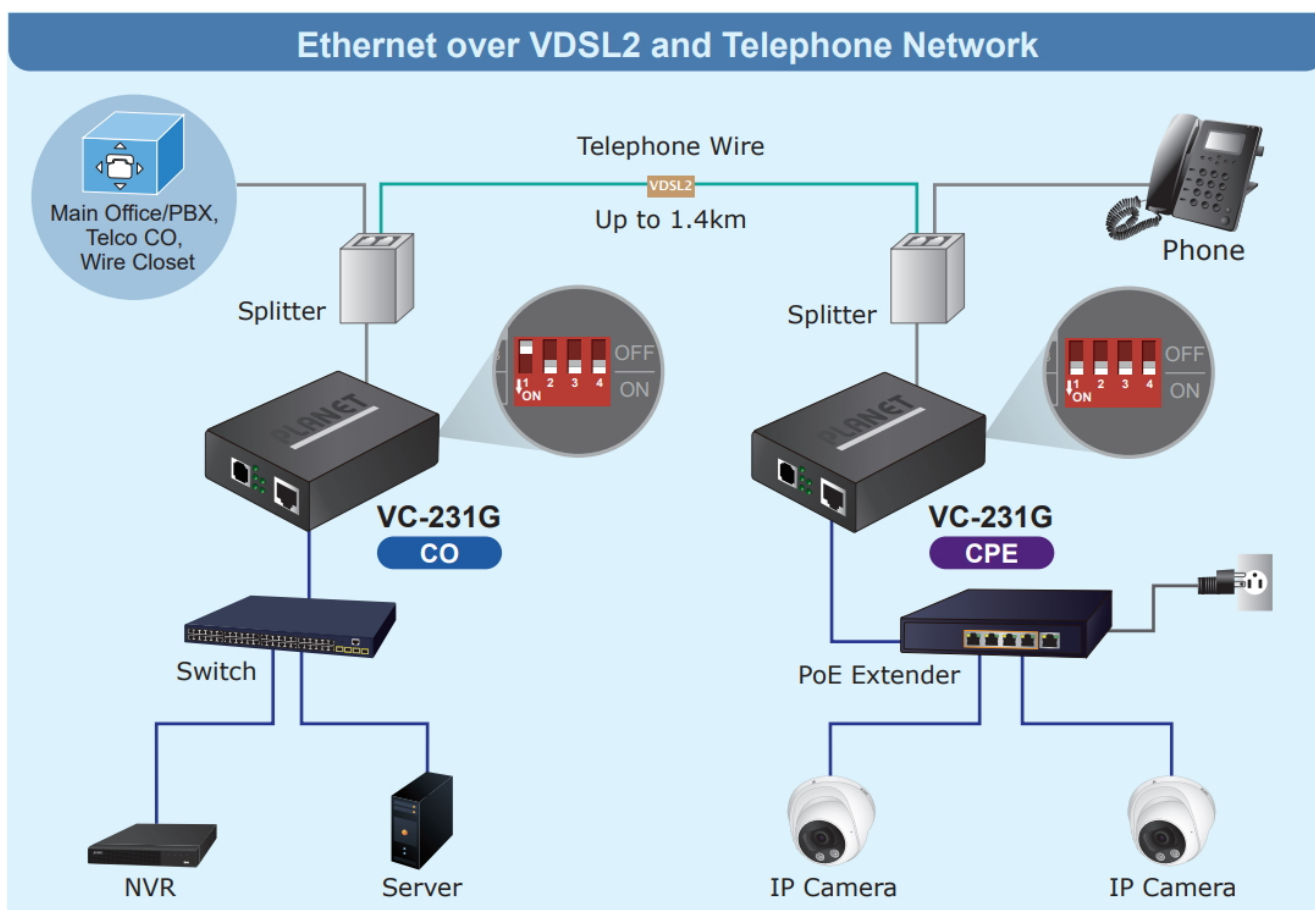 Ethernet over VDSL2 and Telephone Network
Main Office/PBX,
Telco CO,
Wire Closet
Telephone Wire
VDSL2
Up to 1.4km
Phone
Splitter
OFF
ON
1 2 3 4
ON
Splitter
OFF
ON
1 2 3 4
ON
PLANET
VC-231G
CO
PLANET
VC-231G
CPE
Switch
PoE Extender
NVR
Server
IP Camera
IP Camera